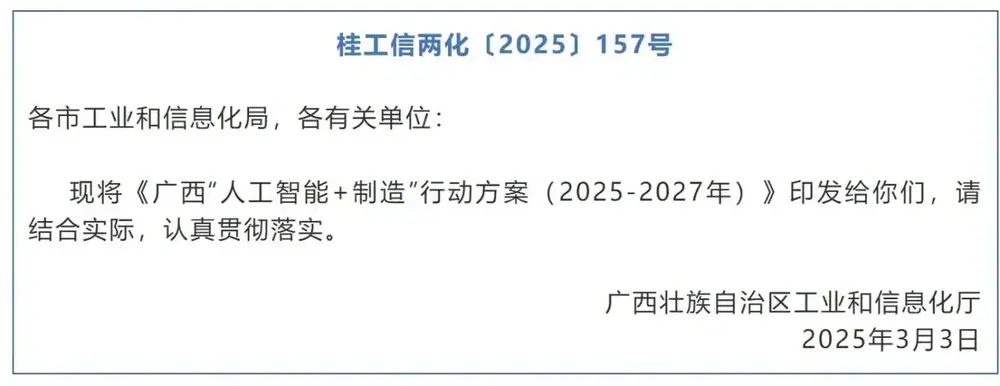 桂工信两化〔2025〕157号
各市工业和信息化局，各有关单位：
现将《广西“人工智能+制造”行动方案（2025-2027年）》印发给你们，请
结合实际，认真贯彻落实。
广西壮族自治区工业和信息化厅
2025年3月3日